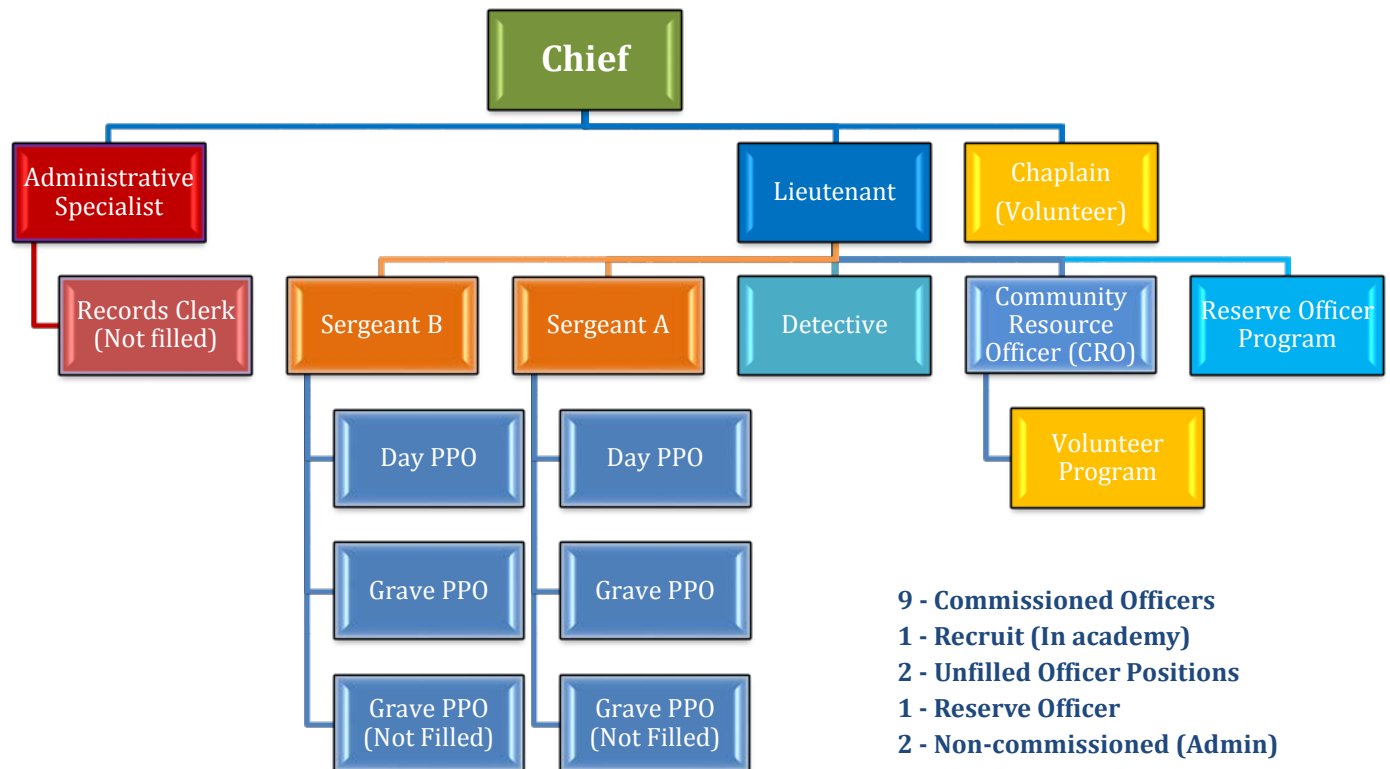 Chief
Administrative
Specialist
Lieutenant
Chaplain
(Volunteer)
Records Clerk
(Not filled)
Sergeant B
Sergeant A
Detective
Community
Resource
Officer (CRO)
Reserve Officer
Program
Day PPO
Day PPO
Volunteer
Program
Grave PPO
Grave PPO
Grave PPO
(Not Filled)
Grave PPO
(Not Filled)
9 - Commissioned Officers
1 - Recruit (In academy)
2 - Unfilled Officer Positions
1 - Reserve Officer
2 - Non-commissioned (Admin)